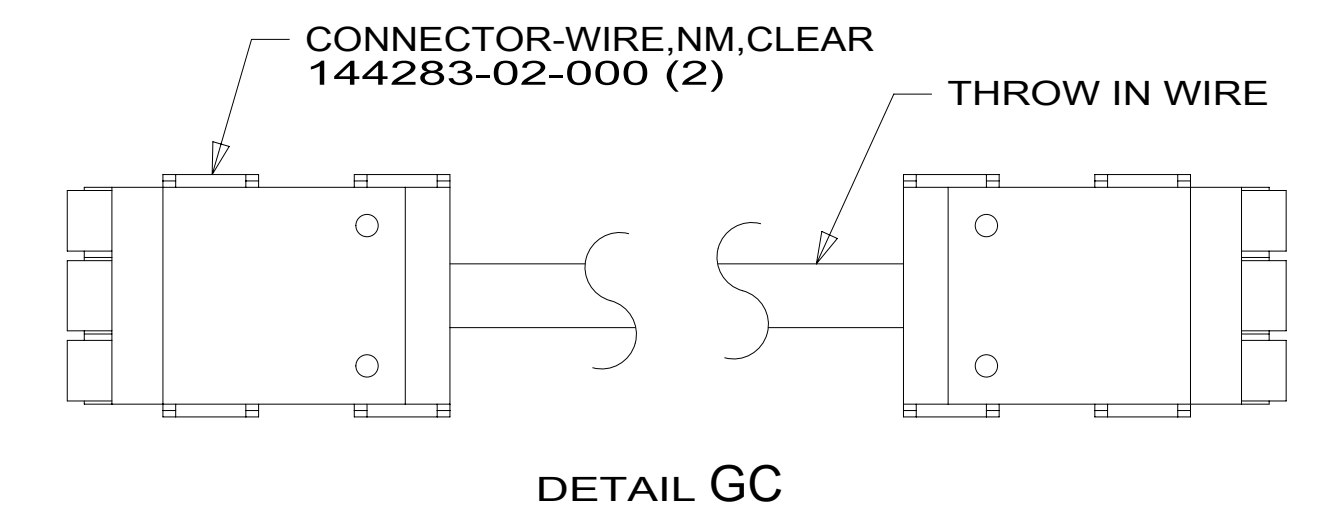 CONNECTOR-WIRE,NM,CLEAR
144283-02-000 (2)
THROW IN WIRE
DETAIL GC